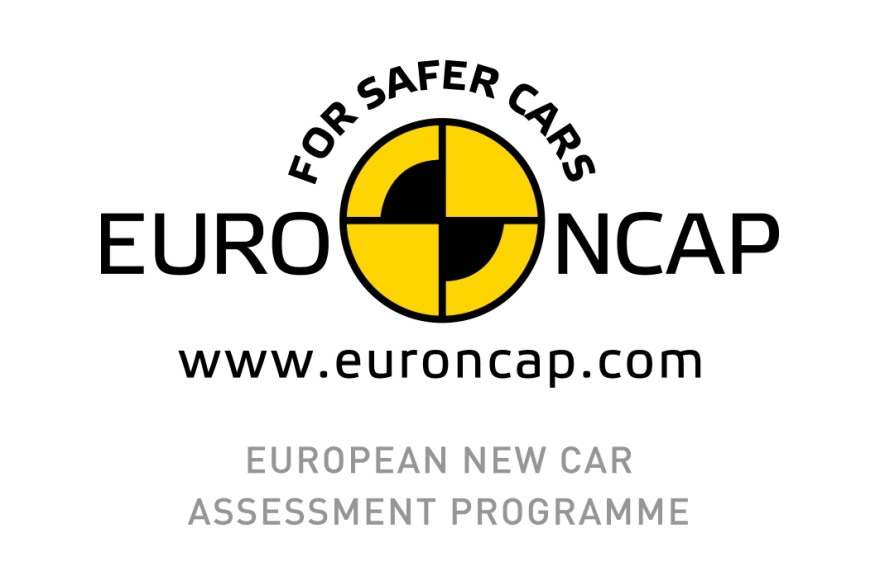 FOR SAFER CARS
EURO NCAP
www.euroncap.com
EUROPEAN NEW CAR
ASSESSMENT PROGRAMME